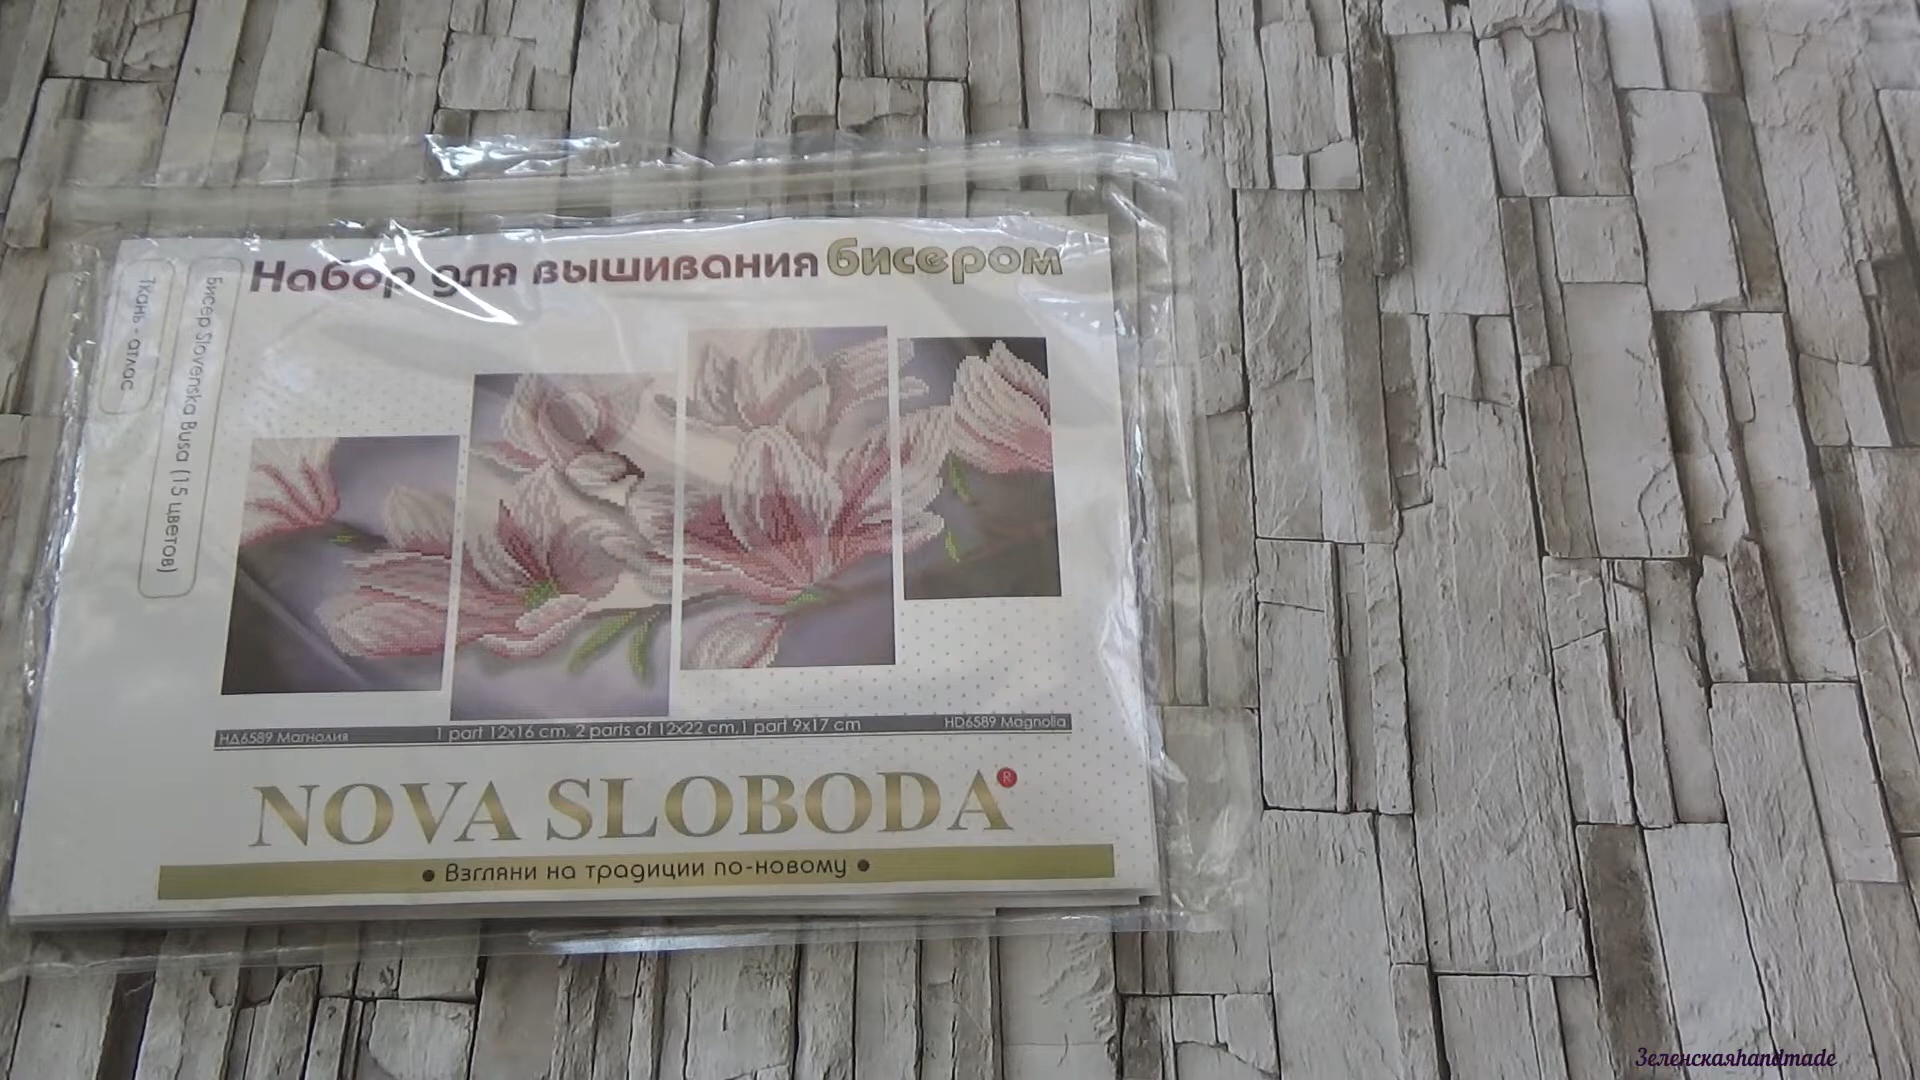 Набор для вышивания бисером
Ткань - атлас
Бисер Slovenska Busa (15 цветов)
НД6589 Магнолия
1 part 12x16 cm, 2 parts of 12x22 cm,1 part 9x17 cm
HD6589 Magnolia
NOVA SLOBODA®
• Взгляни на традиции по-новому •
Зеленскаяhandmade